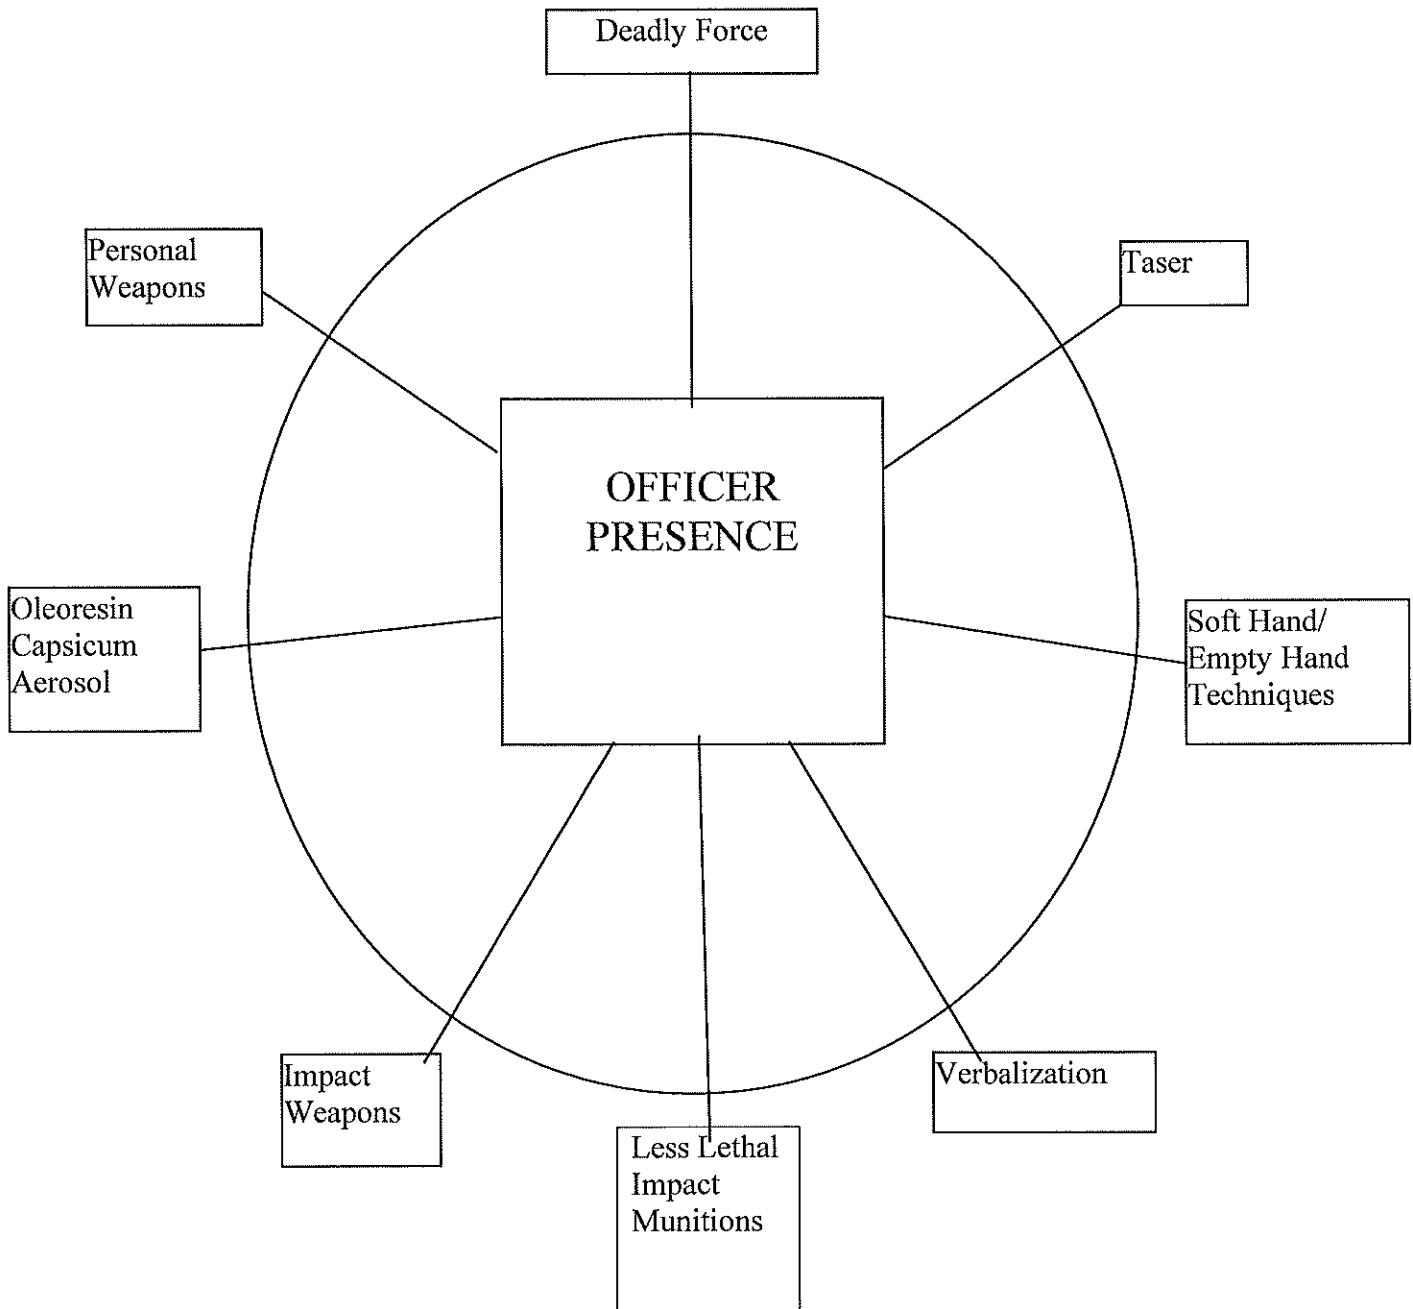 Deadly Force
Personal
Weapons
Taser
OFFICER
PRESENCE
Oleoresin
Capsicum
Aerosol
Soft Hand/
Empty Hand
Techniques
Impact
Weapons
Less Lethal
Impact
Munitions
Verbalization